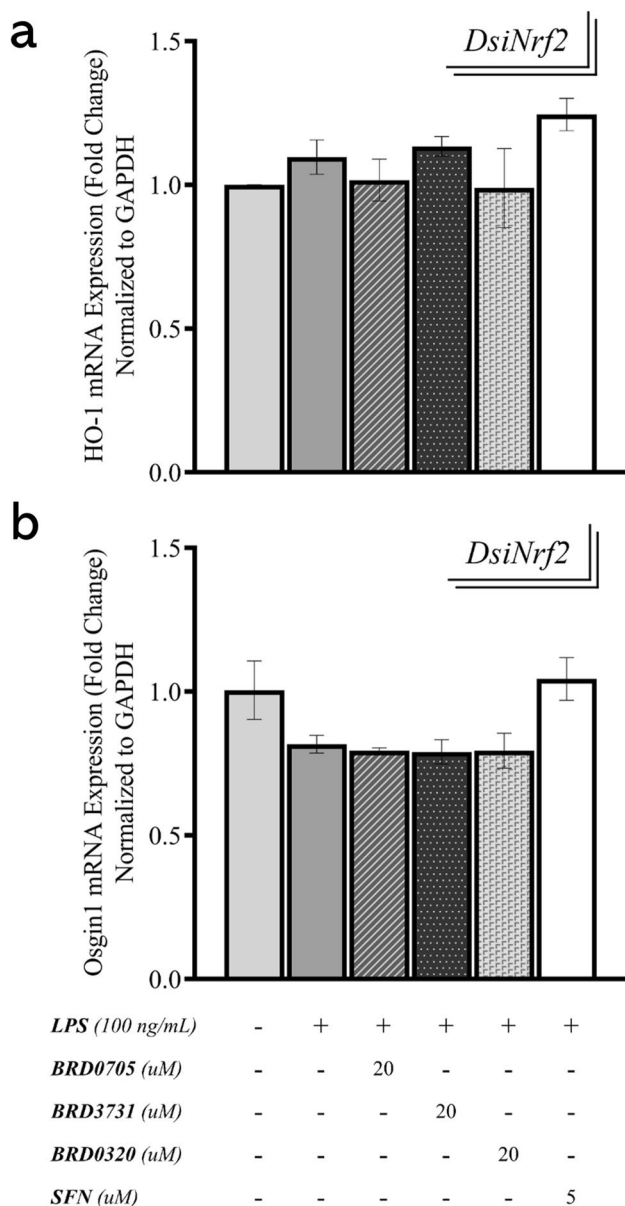 a
DsiNrf2
HO-1 mRNA Expression (Fold Change)
Normalized to GAPDH
1.5
1.0
0.5
0.0
b
DsiNrf2
Osgin1 mRNA Expression (Fold Change)
Normalized to GAPDH
1.5
1.0
0.5
0.0
LPS (100 ng/mL) - + + + + +
BRD0705 (uM) - - 20 - - -
BRD3731 (uM) - - - 20 - -
BRD0320 (uM) - - - - 20 -
SFN (uM) - - - - - 5